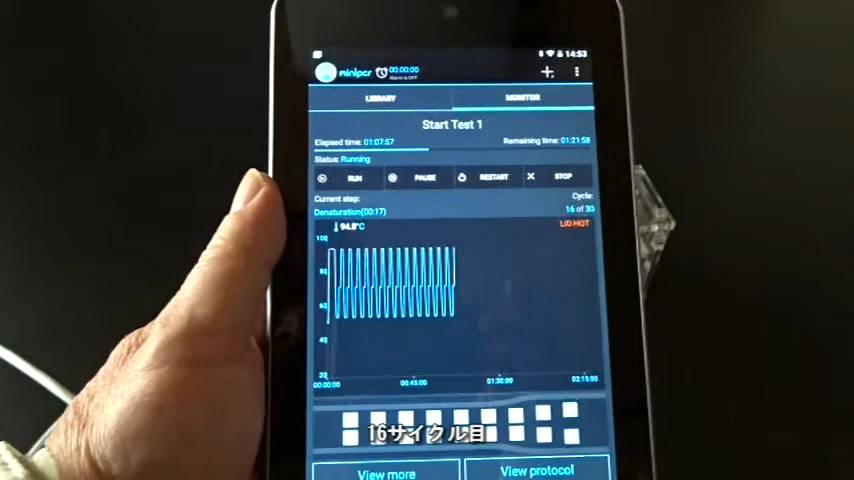 14:53
minipcr 00:00:00
Alarm is OFF
LIBRARY MONITOR
Start Test 1
Elapsed time: 01:07:57 Remaining time: 01:21:58
Status: Running
RUN PAUSE RESTART STOP
Current step: Cycle:
Denaturation(00:17) 16 of 30
94.8°C LID HOT
100
80
60
40
20
00:00:00 00:45:00 01:30:00 02:15:00
16サイクル目
View more View protocol